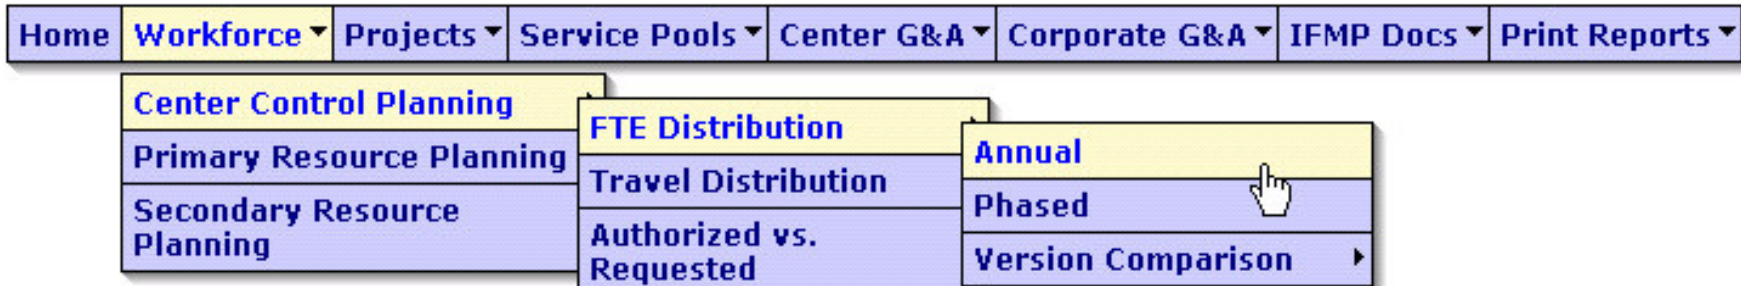 Home Workforce Projects Service Pools Center G&A Corporate G&A IFMP Docs Print Reports
Center Control Planning
Primary Resource Planning
Secondary Resource
Planning
FTE Distribution
Travel Distribution
Authorized vs.
Requested
Annual
Phased
Version Comparison